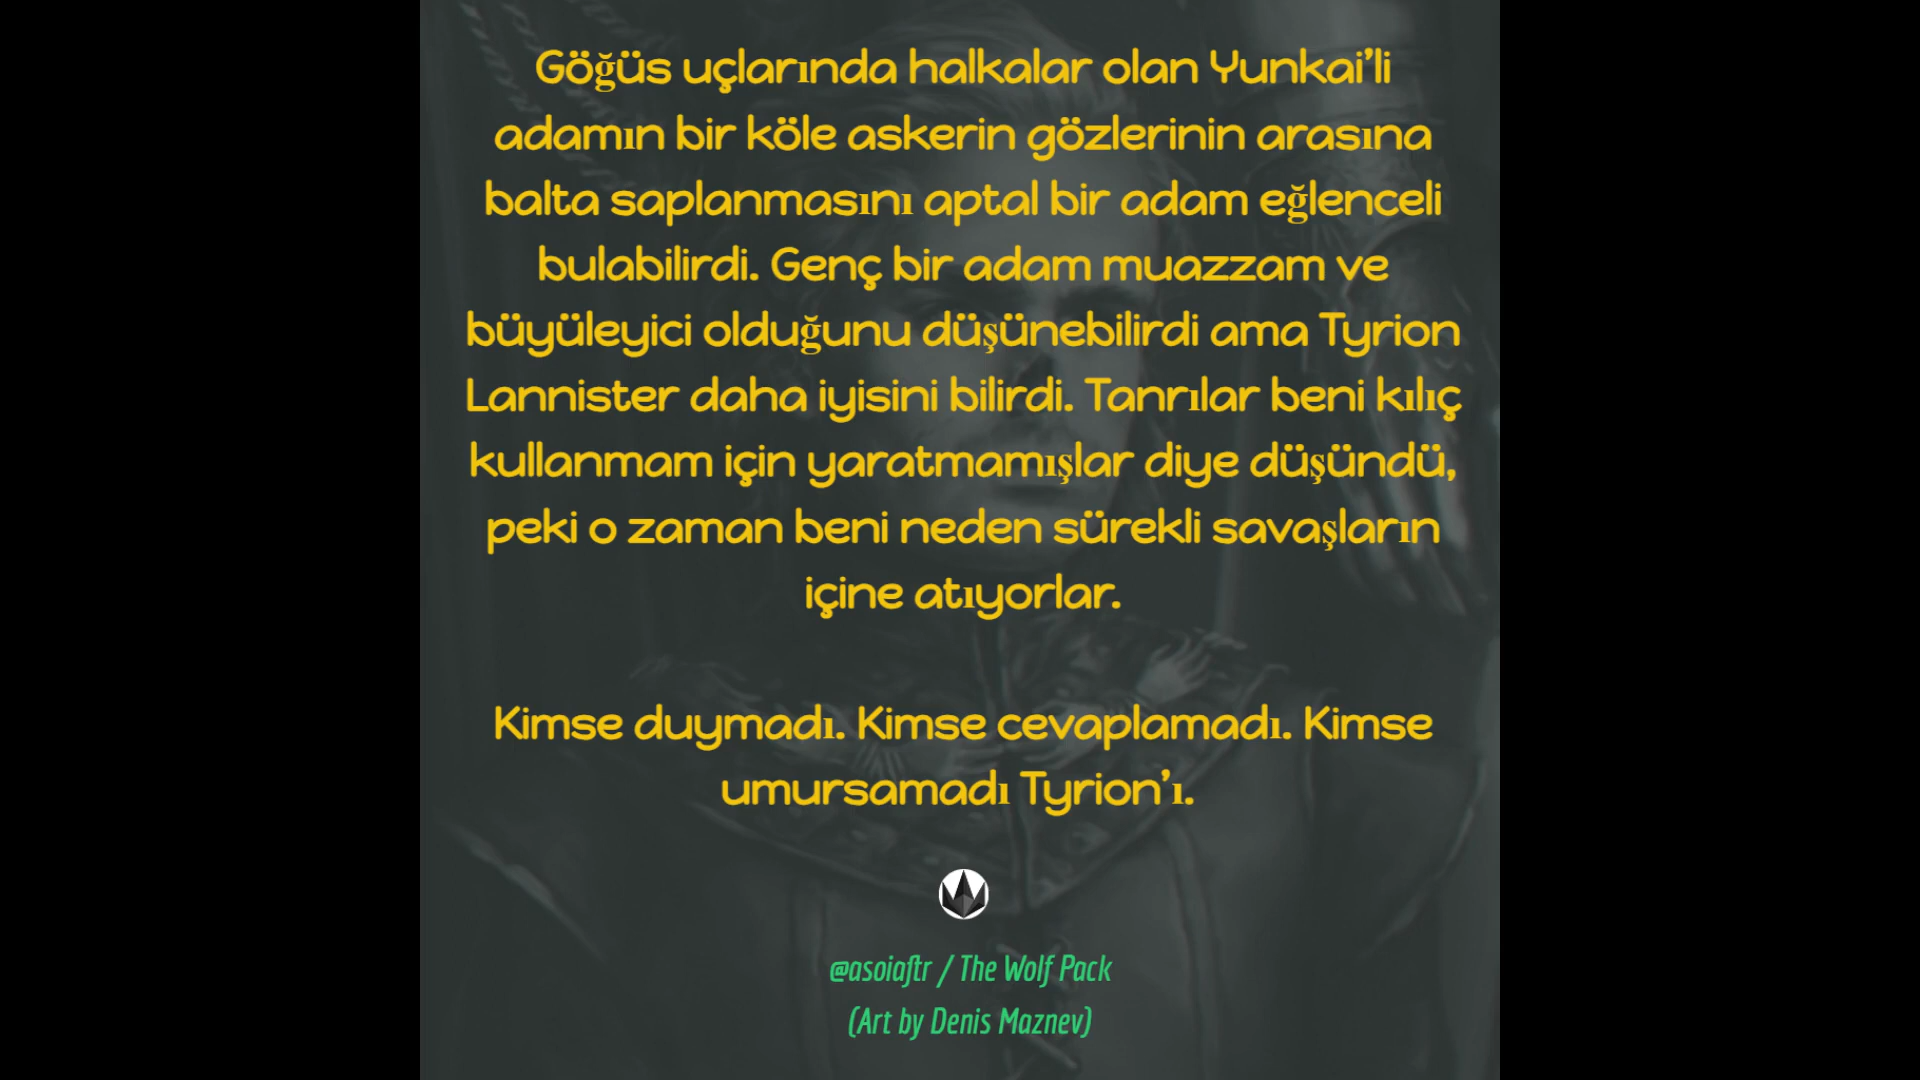 Göğüs uçlarında halkalar olan Yunkai’li
adamın bir köle askerin gözlerinin arasına
balta saplanmasını aptal bir adam eğlenceli
bulabilirdi. Genç bir adam muazzam ve
büyüleyici olduğunu düşünebilirdi ama Tyrion
Lannister daha iyisini bilirdi. Tanrılar beni kılıç
kullanmam için yaratmamışlar diye düşündü,
peki o zaman beni neden sürekli savaşların
içine atıyorlar.
Kimse duymadı. Kimse cevaplamadı. Kimse
umursamadı Tyrion’ı.
@asoiaftr / The Wolf Pack
(Art by Denis Maznev)